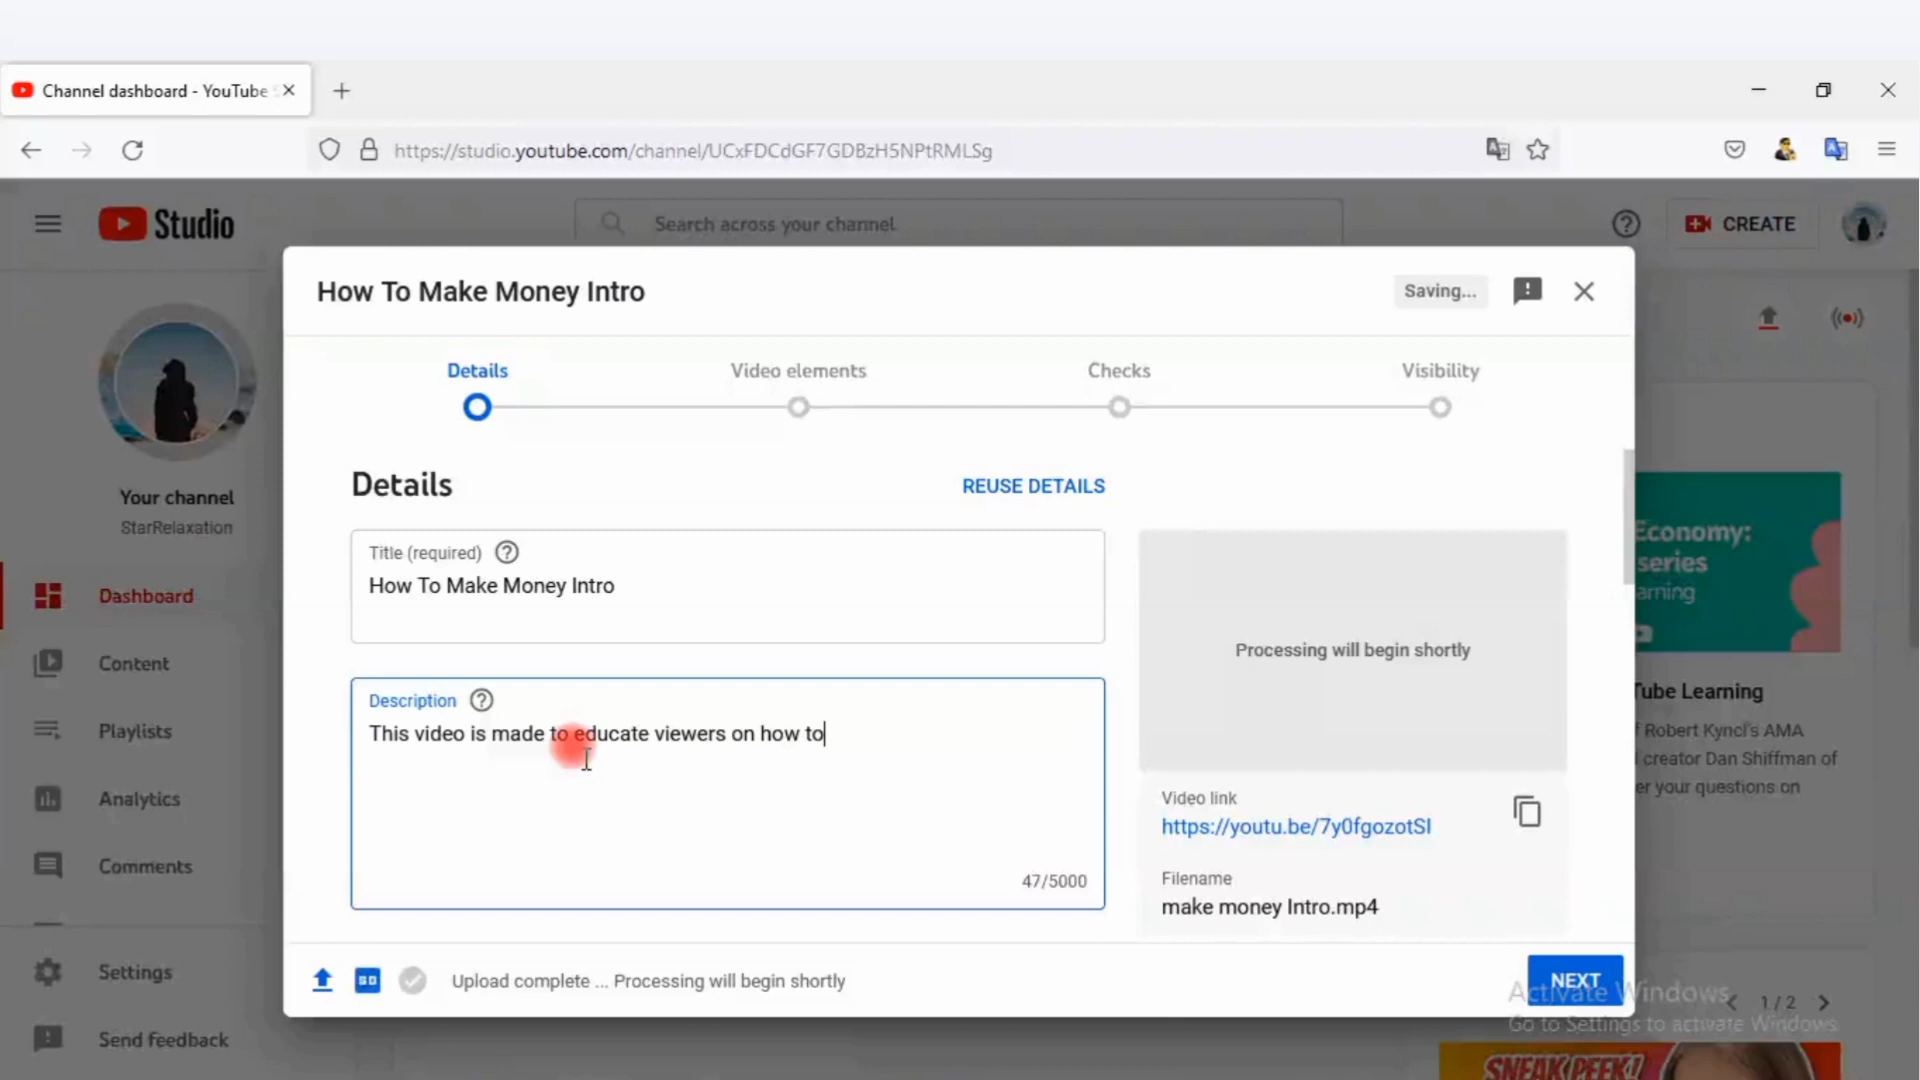 Channel dashboard - YouTube
https://studio.youtube.com/channel/UCxFDCdGF7GDBzH5NPtRMLSg
Studio
Search across your channel
CREATE
How To Make Money Intro
Saving...
Details
Video elements
Checks
Visibility
Your channel
StarRelaxation
Dashboard
Content
Playlists
Analytics
Comments
Settings
Send feedback
Details
REUSE DETAILS
Title (required)
How To Make Money Intro
Description
This video is made to educate viewers on how to
47/5000
Processing will begin shortly
Video link
https://youtu.be/7y0fgozotSI
Filename
make money Intro.mp4
Economy:
series
arning
Tube Learning
f Robert Kyncl's AMA
creator Dan Shiffman of
er your questions on
SD
Upload complete ... Processing will begin shortly
NEXT
1 / 2
Activate Windows
Go to Settings to activate Windows.
SNEAK PEEK!